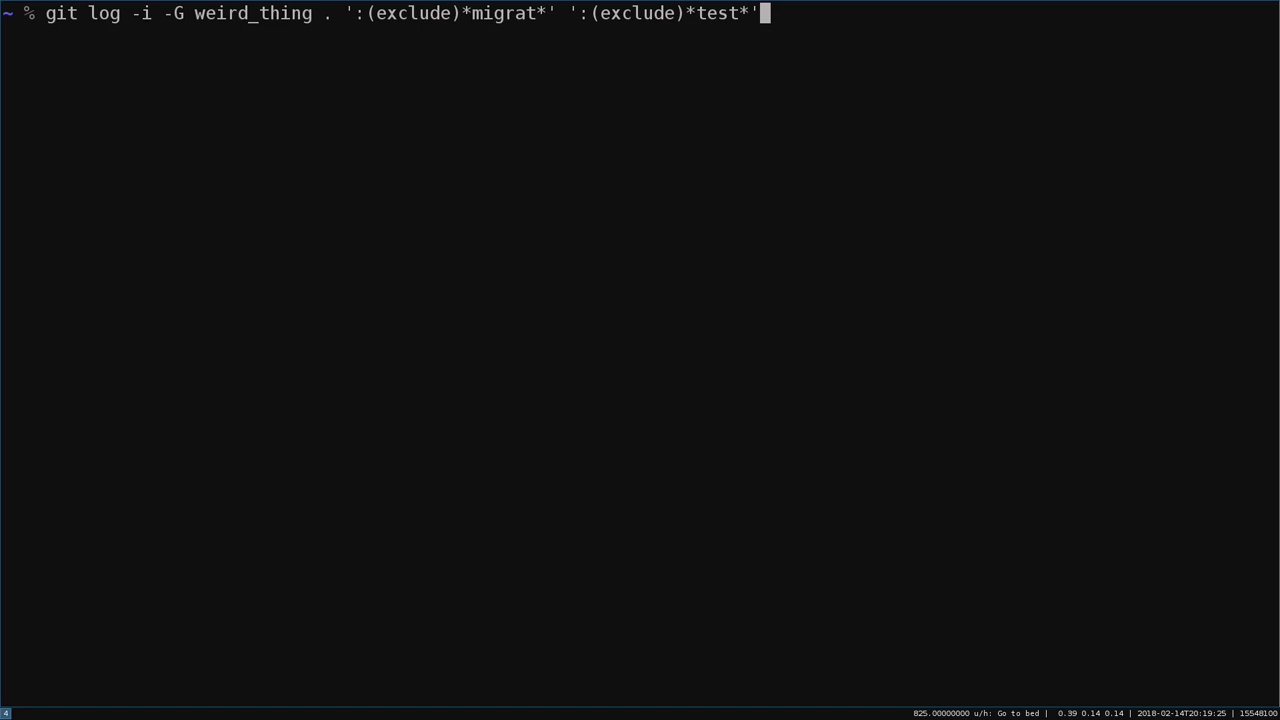 ~ % git log -i -G weird_thing . ':(exclude)*migrat*' ':(exclude)*test*'
4 825.00000000 u/h: Go to bed | 0.39 0.14 0.14 | 2018-02-14T20:19:25 | 15548100